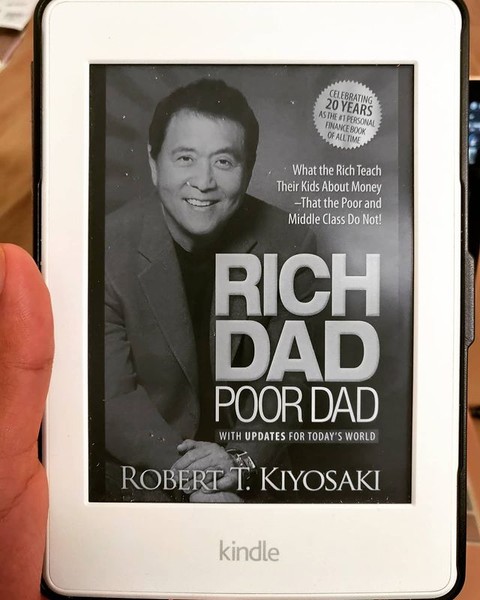 CELEBRATING
20 YEARS
AS THE #1 PERSONAL
FINANCE BOOK
OF ALL TIME
What the Rich Teach
Their Kids About Money
–That the Poor and
Middle Class Do Not!
RICH
DAD
POOR DAD
WITH UPDATES FOR TODAY'S WORLD
ROBERT T. KIYOSAKI
kindle